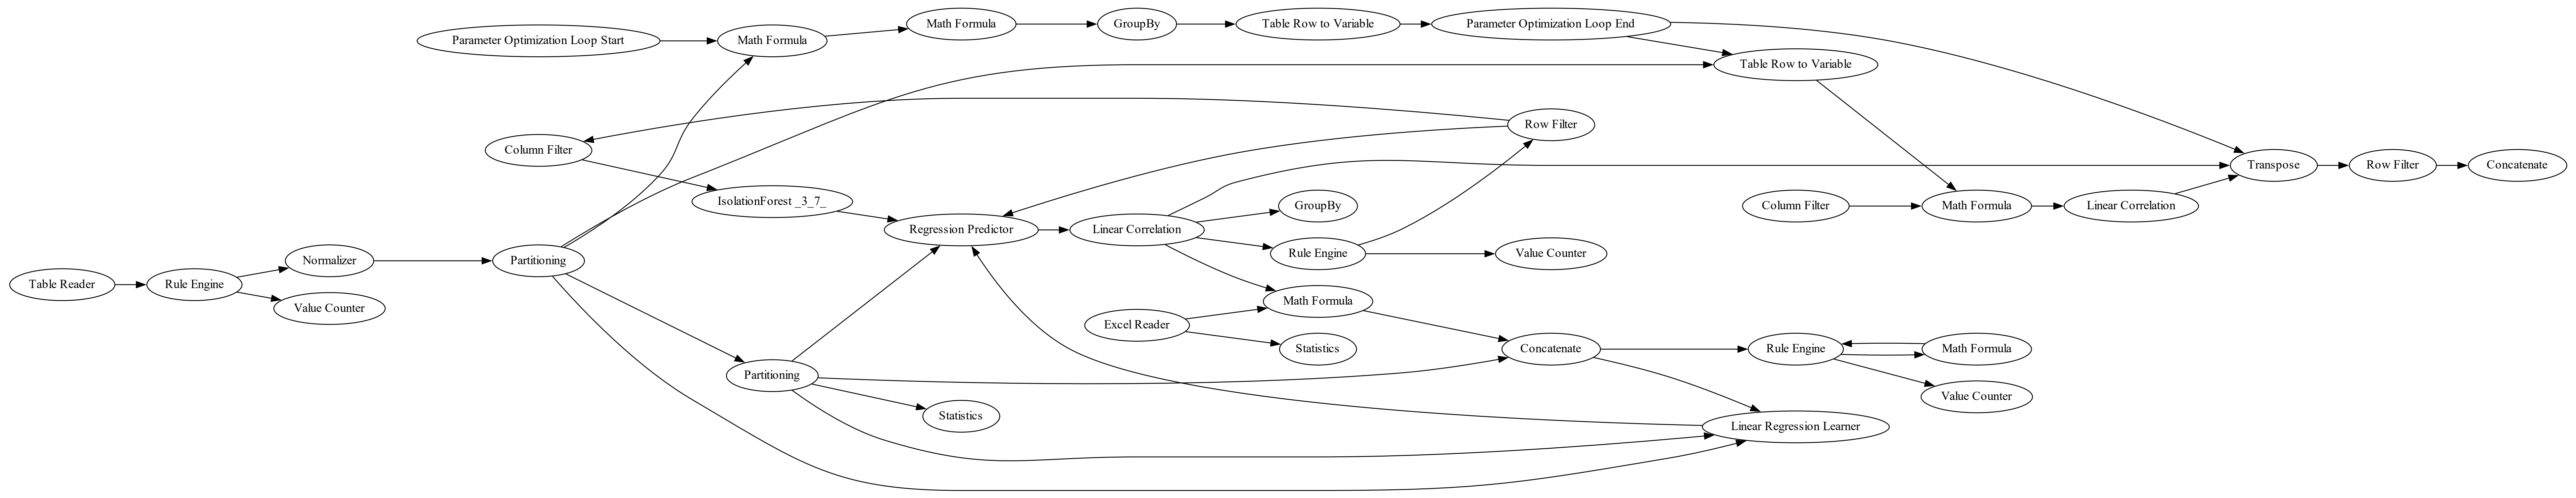 Parameter Optimization Loop Start
Math Formula
Math Formula
GroupBy
Table Row to Variable
Parameter Optimization Loop End
Table Row to Variable
Row Filter
Column Filter
Transpose
Row Filter
Concatenate
IsolationForest _3_7_
GroupBy
Column Filter
Math Formula
Linear Correlation
Regression Predictor
Linear Correlation
Rule Engine
Value Counter
Normalizer
Partitioning
Table Reader
Rule Engine
Value Counter
Math Formula
Excel Reader
Statistics
Concatenate
Rule Engine
Math Formula
Partitioning
Value Counter
Statistics
Linear Regression Learner